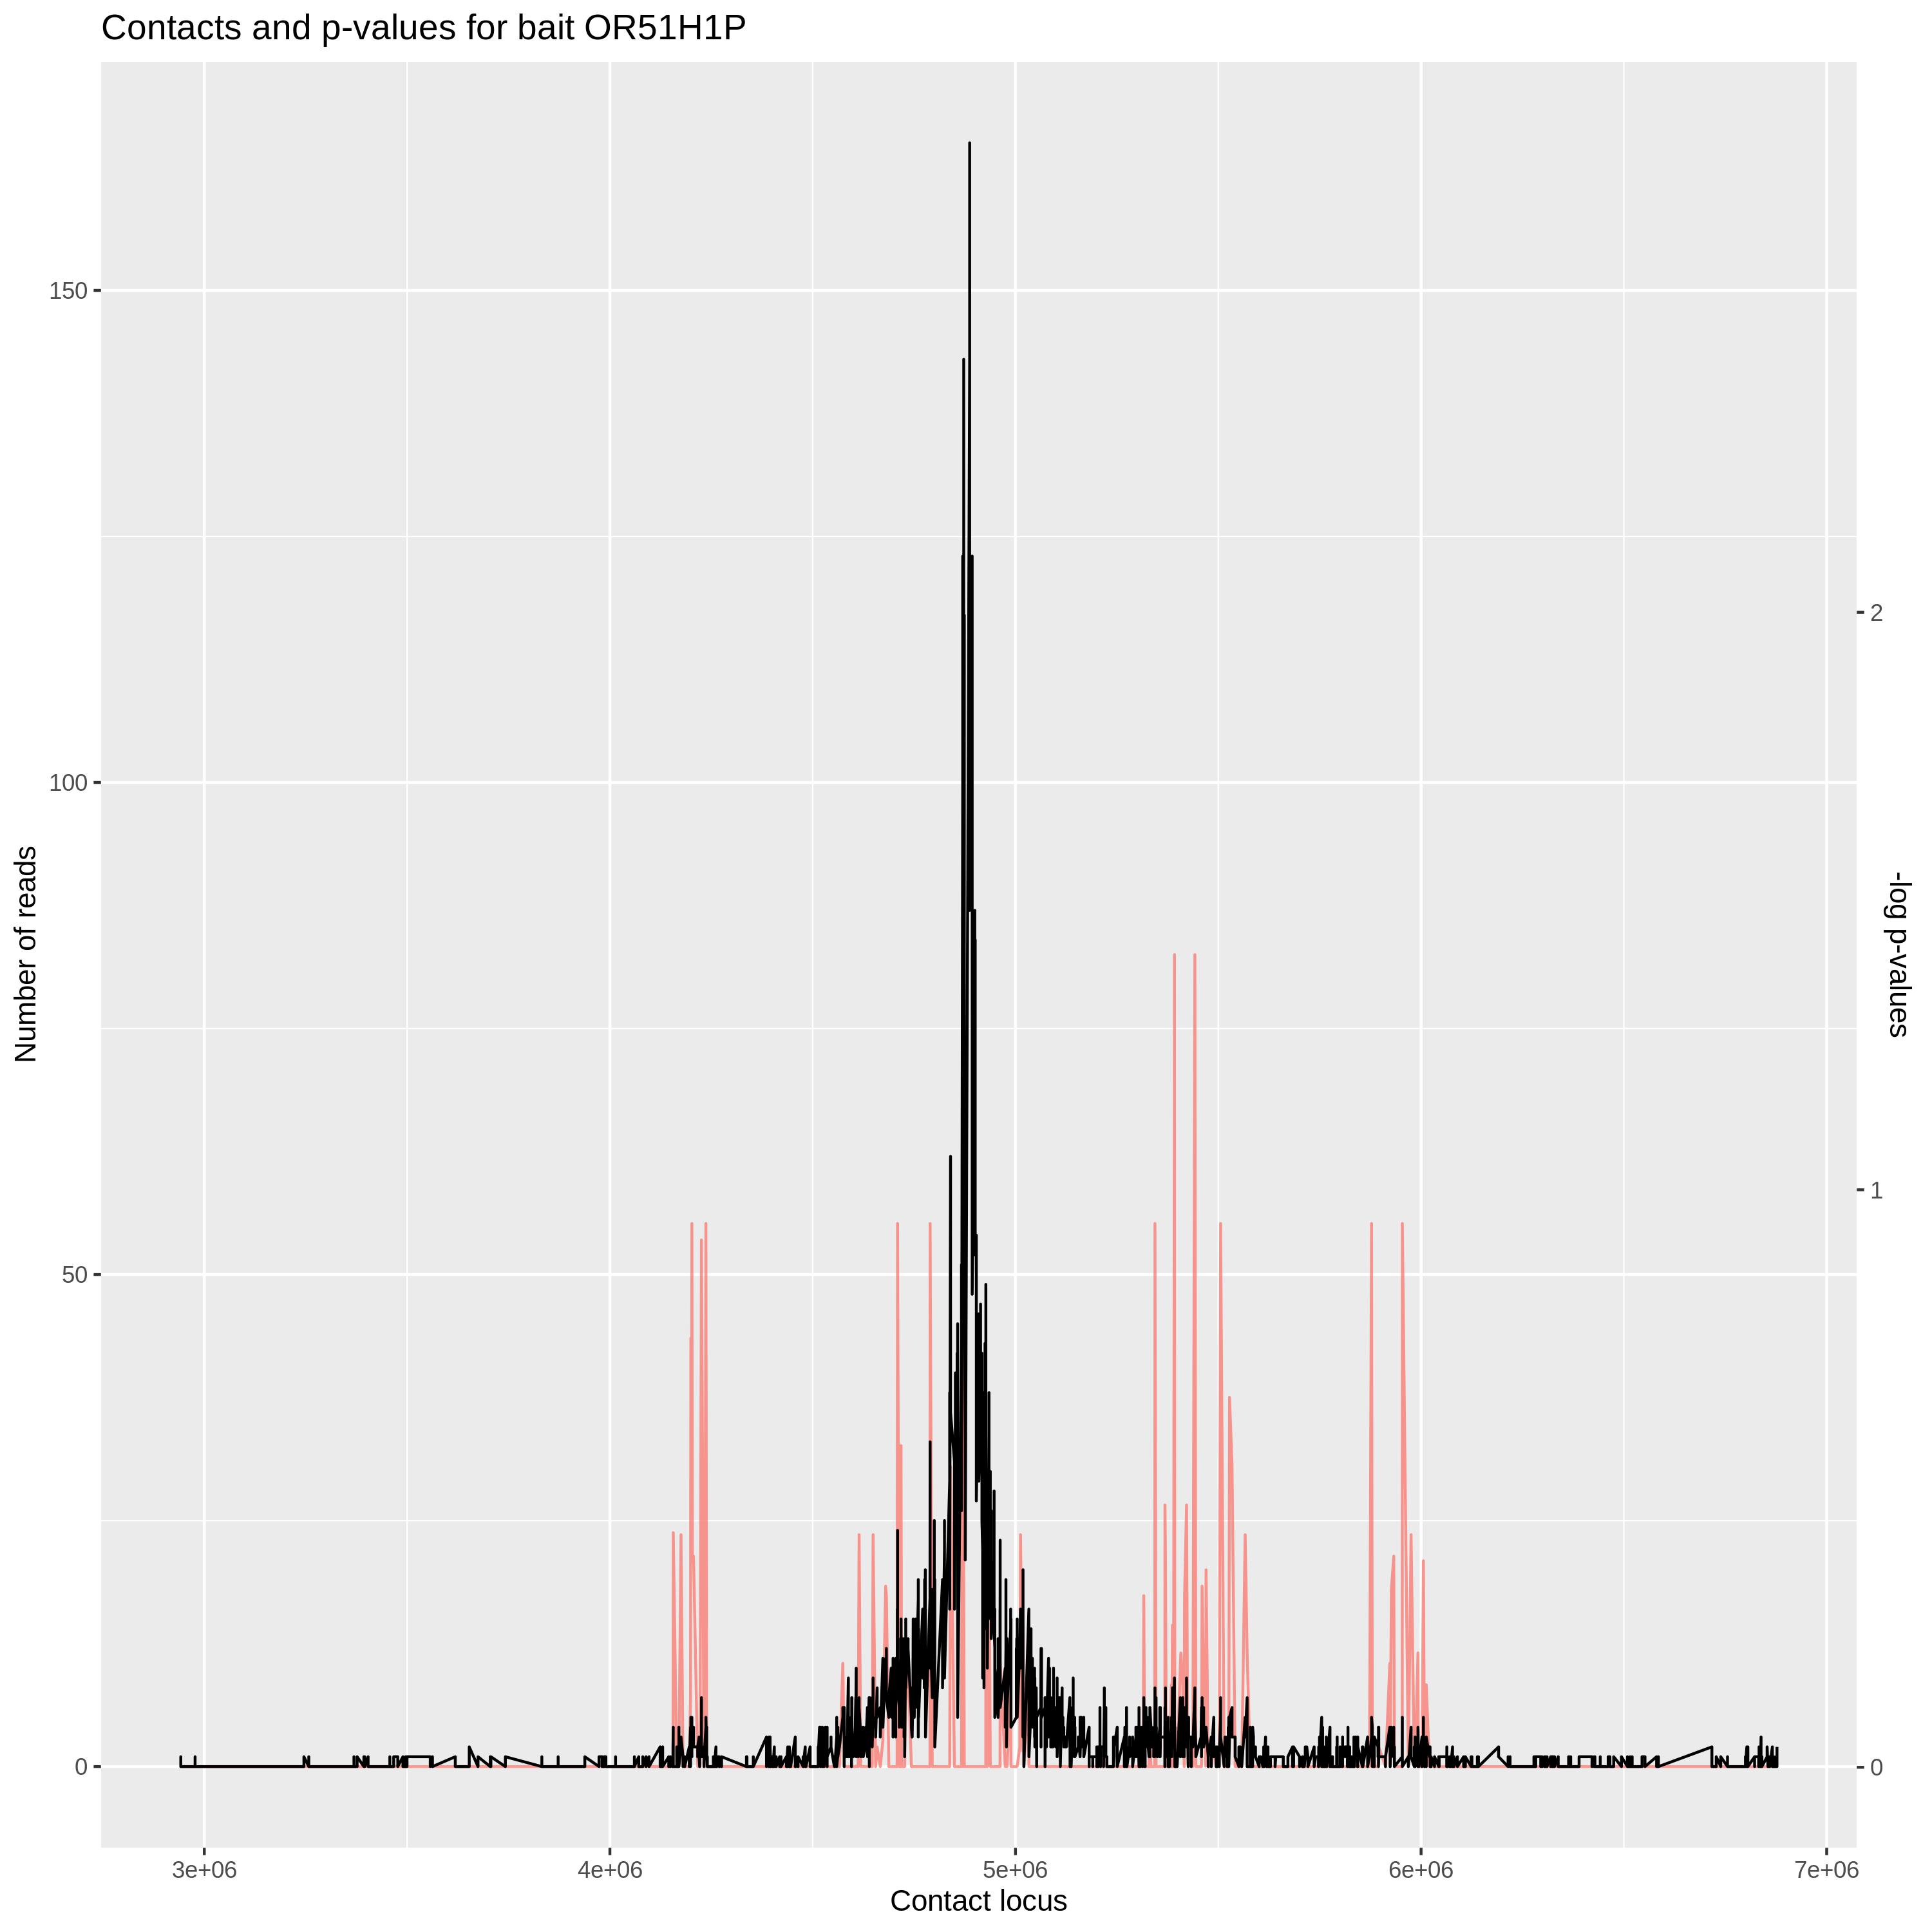 Contacts and p-values for bait OR51H1P
150
100
50
0
Number of reads
2
1
0
-log p-values
3e+06
4e+06
5e+06
6e+06
7e+06
Contact locus